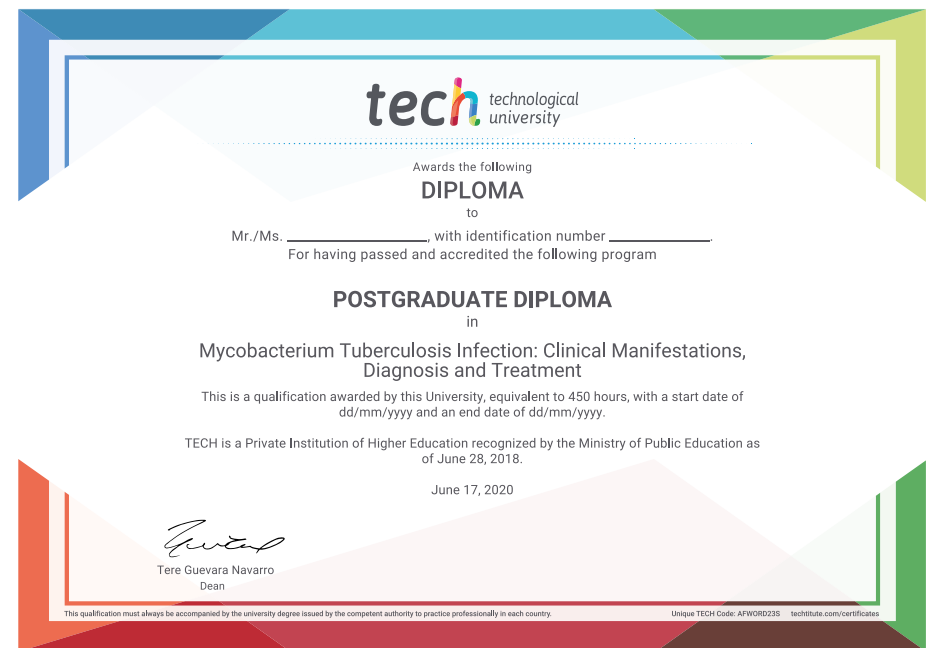 tech technological
university
Awards the following
DIPLOMA
to
Mr./Ms. ____________________, with identification number ______________.
For having passed and accredited the following program
POSTGRADUATE DIPLOMA
in
Mycobacterium Tuberculosis Infection: Clinical Manifestations,
Diagnosis and Treatment
This is a qualification awarded by this University, equivalent to 450 hours, with a start date of
dd/mm/yyyy and an end date of dd/mm/yyyy.
TECH is a Private Institution of Higher Education recognized by the Ministry of Public Education as
of June 28, 2018.
June 17, 2020
Tere Guevara Navarro
Dean
This qualification must always be accompanied by the university degree issued by the competent authority to practice professionally in each country. Unique TECH Code: AFWORD23S techtitute.com/certificates